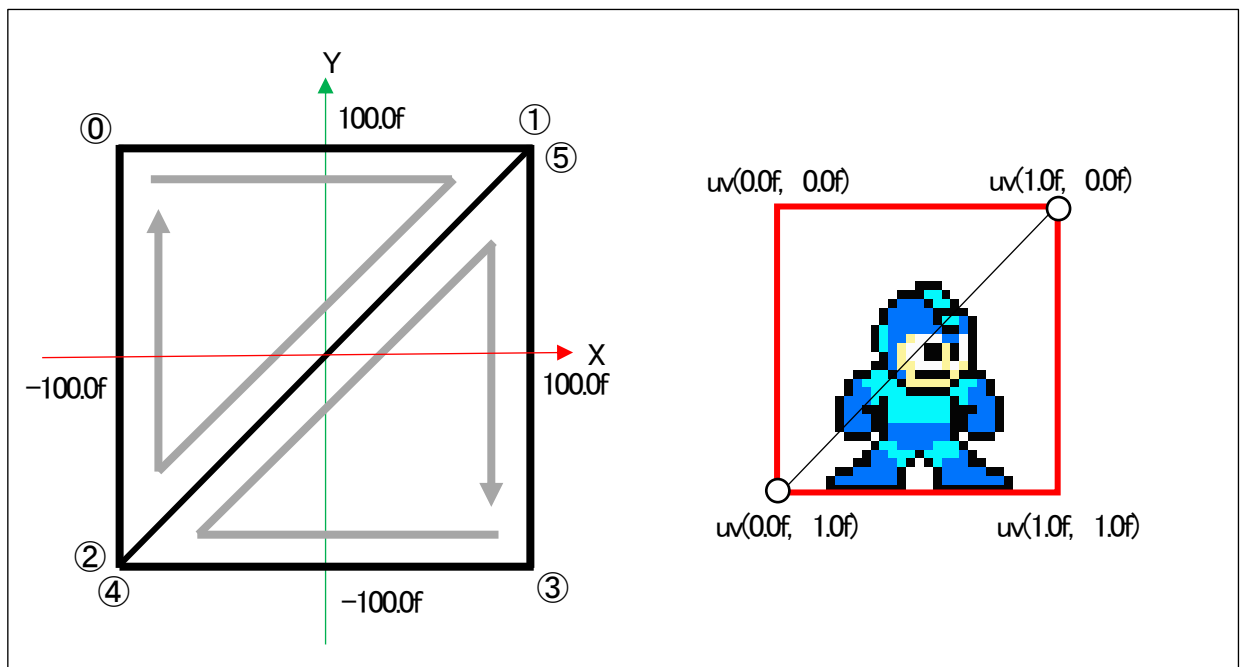 Y
100.0f
⓪
①
⑤
X
-100.0f
100.0f
②
④
③
-100.0f
uv(0.0f, 0.0f)
uv(1.0f, 0.0f)
uv(0.0f, 1.0f)
uv(1.0f, 1.0f)